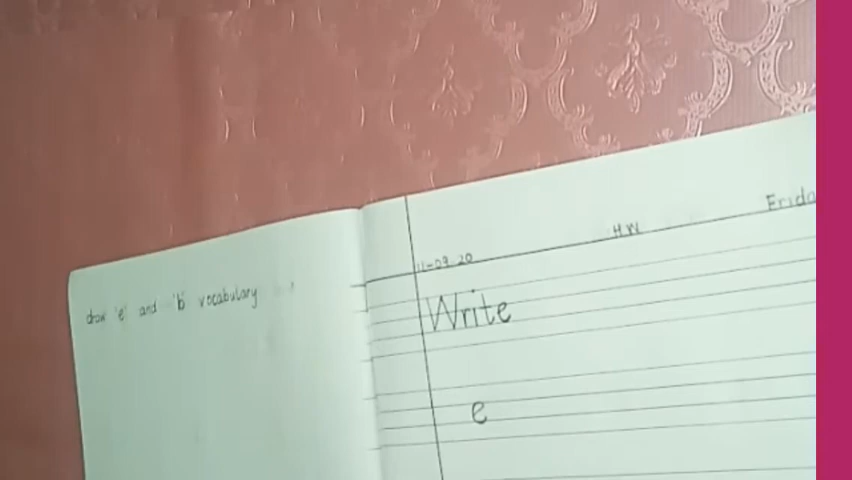 draw 'e' and 'b' vocabulary
11-09-20 H.W Frida
Write
e